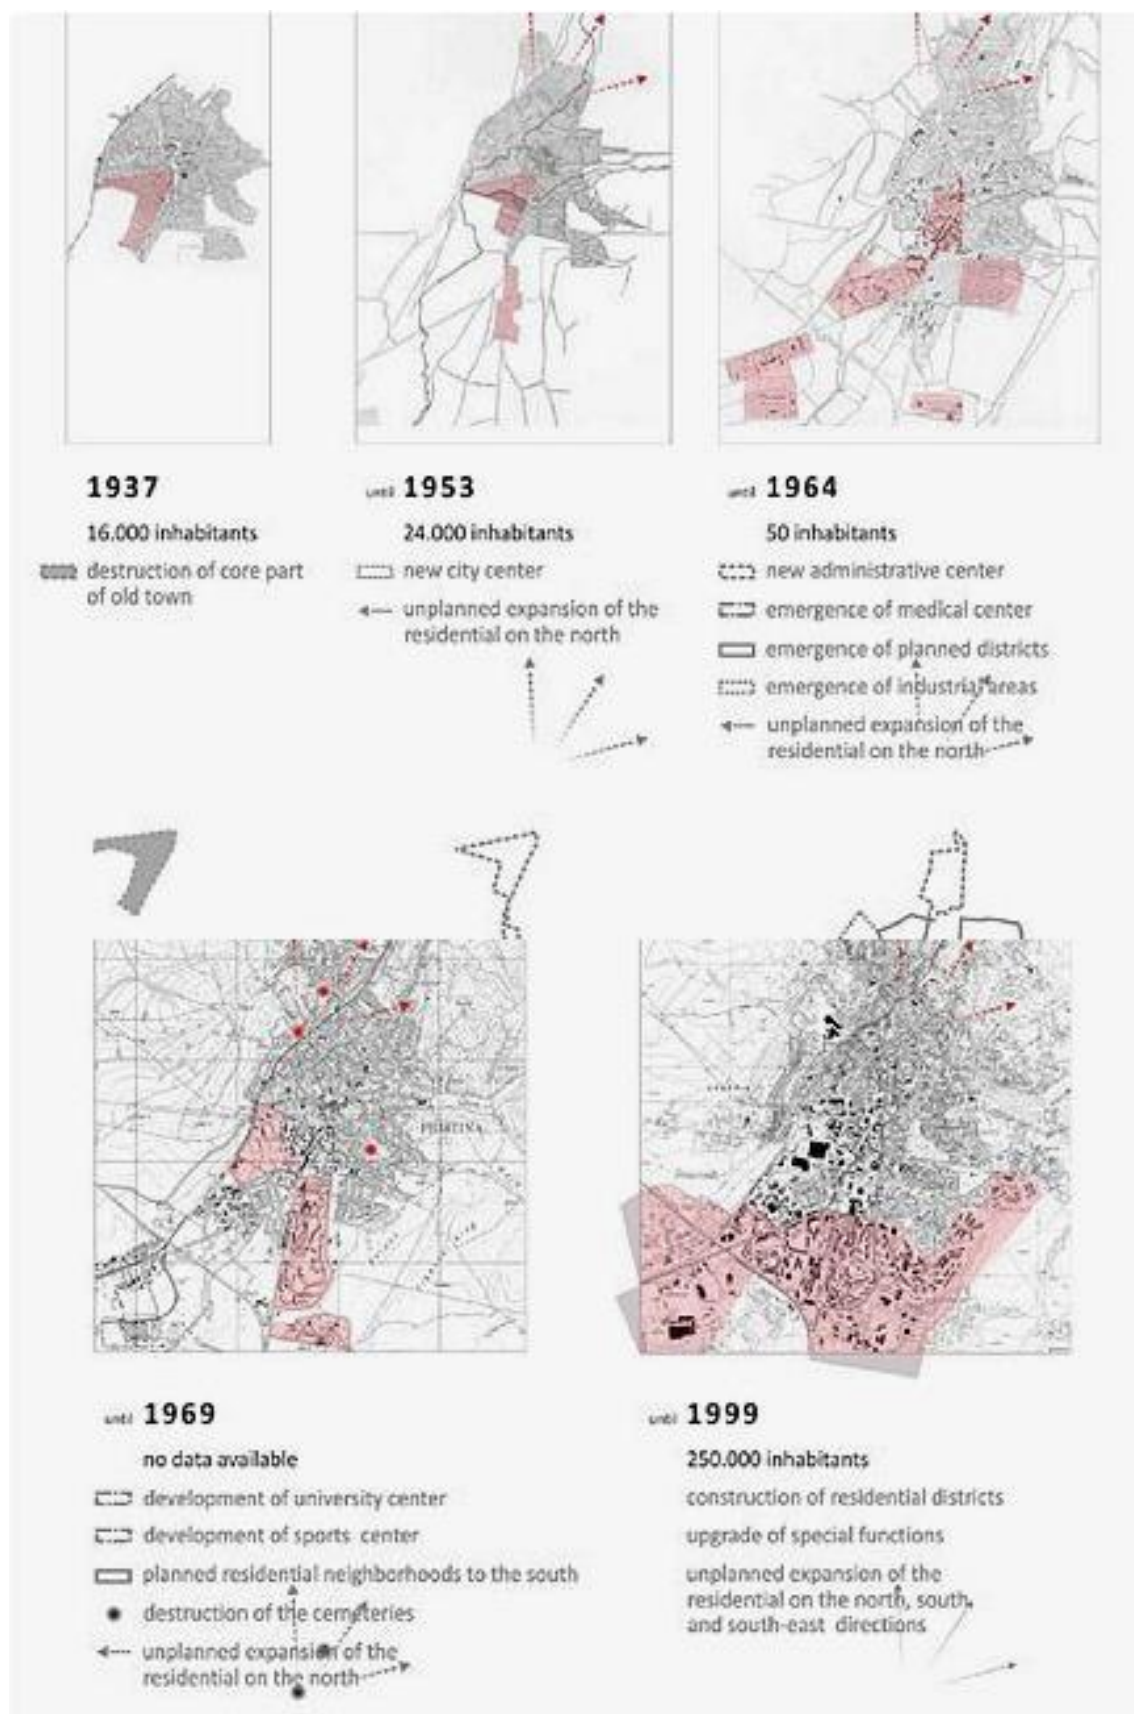 1937
16.000 inhabitants
destruction of core part
of old town
until 1953
24.000 inhabitants
new city center
unplanned expansion of the
residential on the north
until 1964
50 inhabitants
new administrative center
emergence of medical center
emergence of planned districts
emergence of industrial areas
unplanned expansion of the
residential on the north
PRISTINA
until 1969
no data available
development of university center
development of sports center
planned residential neighborhoods to the south
destruction of the cemeteries
unplanned expansion of the
residential on the north
until 1999
250.000 inhabitants
construction of residential districts
upgrade of special functions
unplanned expansion of the
residential on the north, south,
and south-east directions